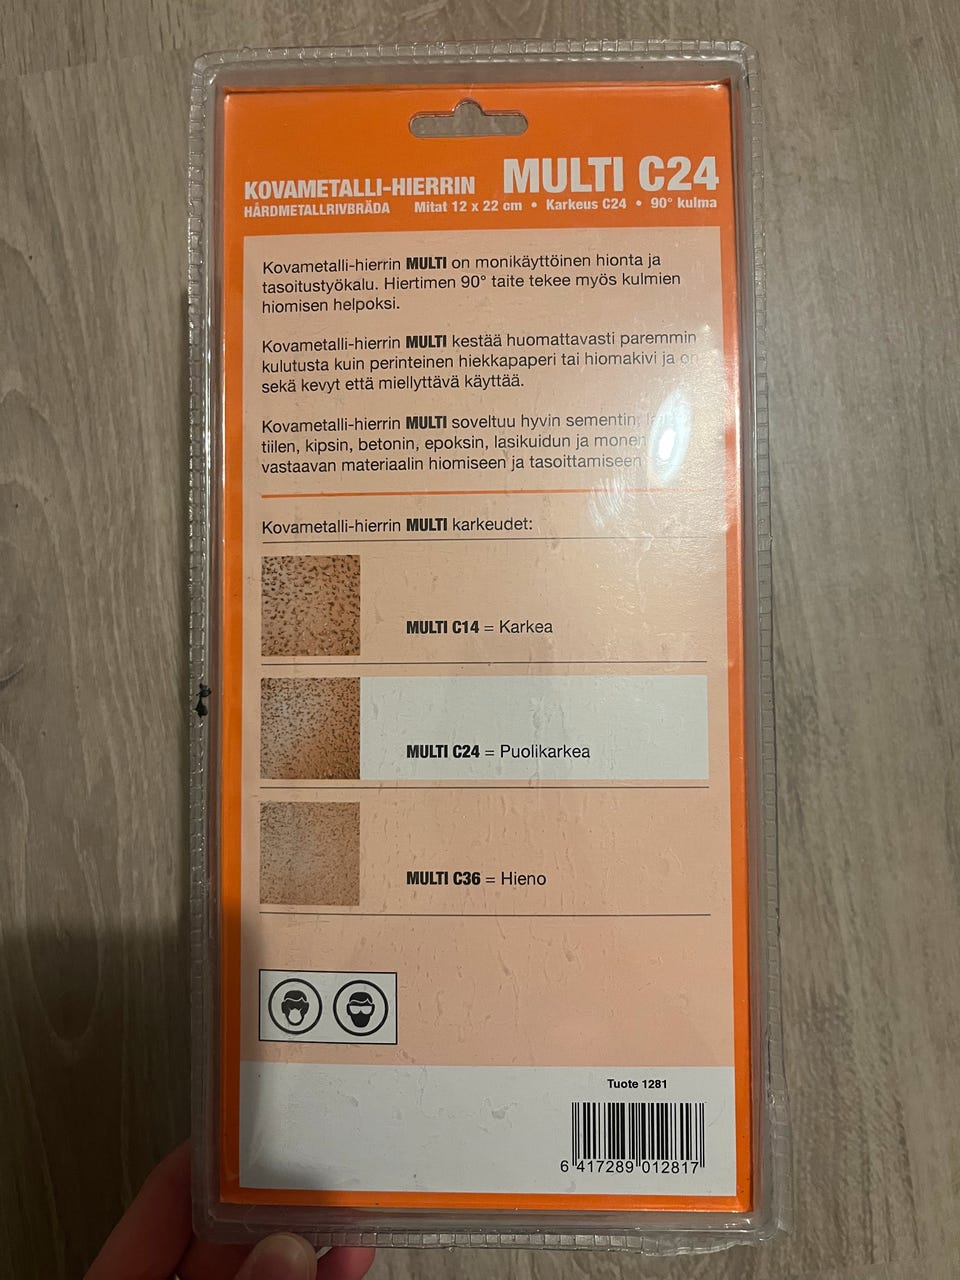 KOVAMETALLI-HIERRIN MULTI C24
HÅRDMETALLRIVBRÄDA Mitat 12 x 22 cm • Karkeus C24 • 90° kulma
Kovametalli-hierrin MULTI on monikäyttöinen hionta ja
tasoitustyökalu. Hiertimen 90° taite tekee myös kulmien
hiomisen helpoksi.
Kovametalli-hierrin MULTI kestää huomattavasti paremmin
kulutusta kuin perinteinen hiekkapaperi tai hiomakivi ja on
sekä kevyt että miellyttävä käyttää.
Kovametalli-hierrin MULTI soveltuu hyvin sementin,
tiilen, kipsin, betonin, epoksin, lasikuidun ja monen
vastaavan materiaalin hiomiseen ja tasoittamiseen
Kovametalli-hierrin MULTI karkeudet:
MULTI C14 = Karkea
MULTI C24 = Puolikarkea
MULTI C36 = Hieno
Tuote 1281
6 417289 012817